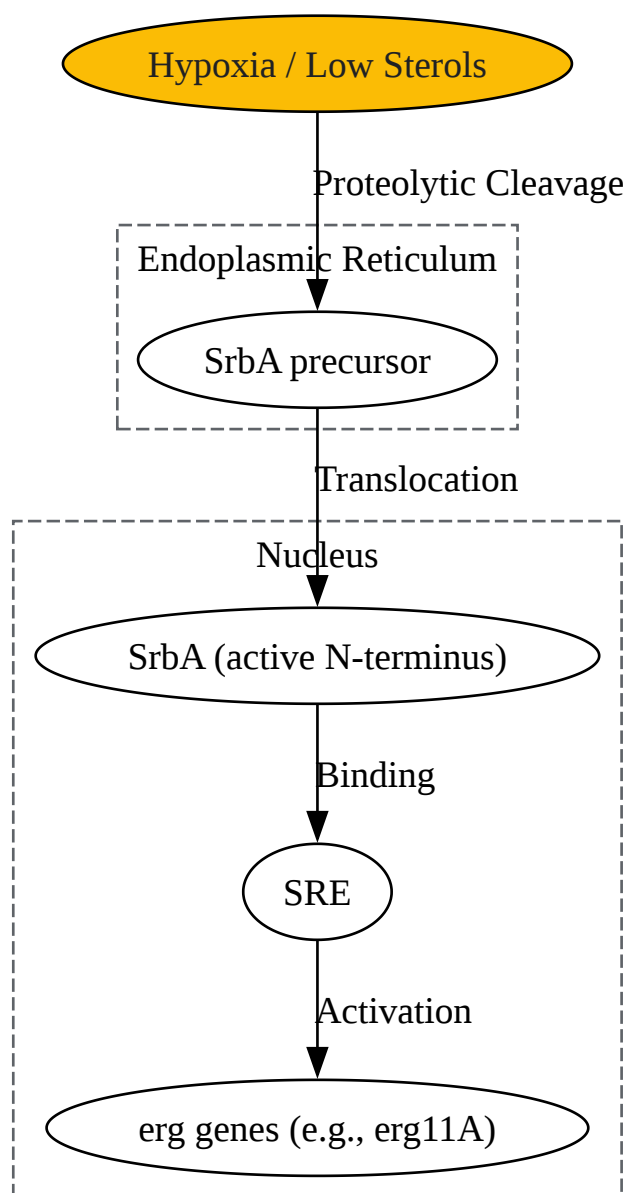 Hypoxia / Low Sterols
Proteolytic Cleavage
Endoplasmic Reticulum
SrbA precursor
Translocation
Nucleus
SrbA (active N-terminus)
Binding
SRE
Activation
erg genes (e.g., erg11A)